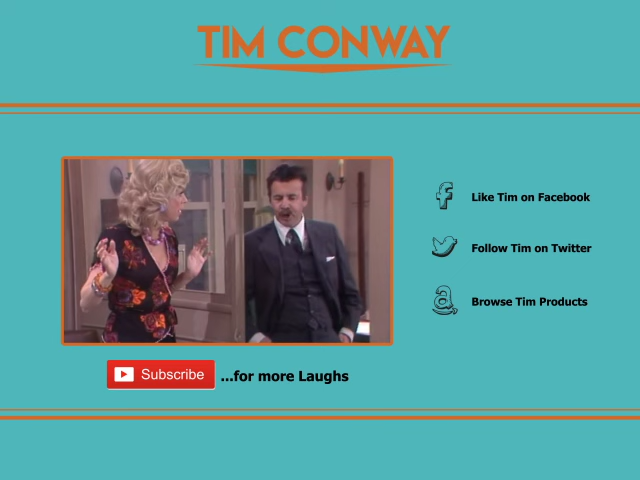 TIM CONWAY
Like Tim on Facebook
Follow Tim on Twitter
Browse Tim Products
Subscribe ...for more Laughs